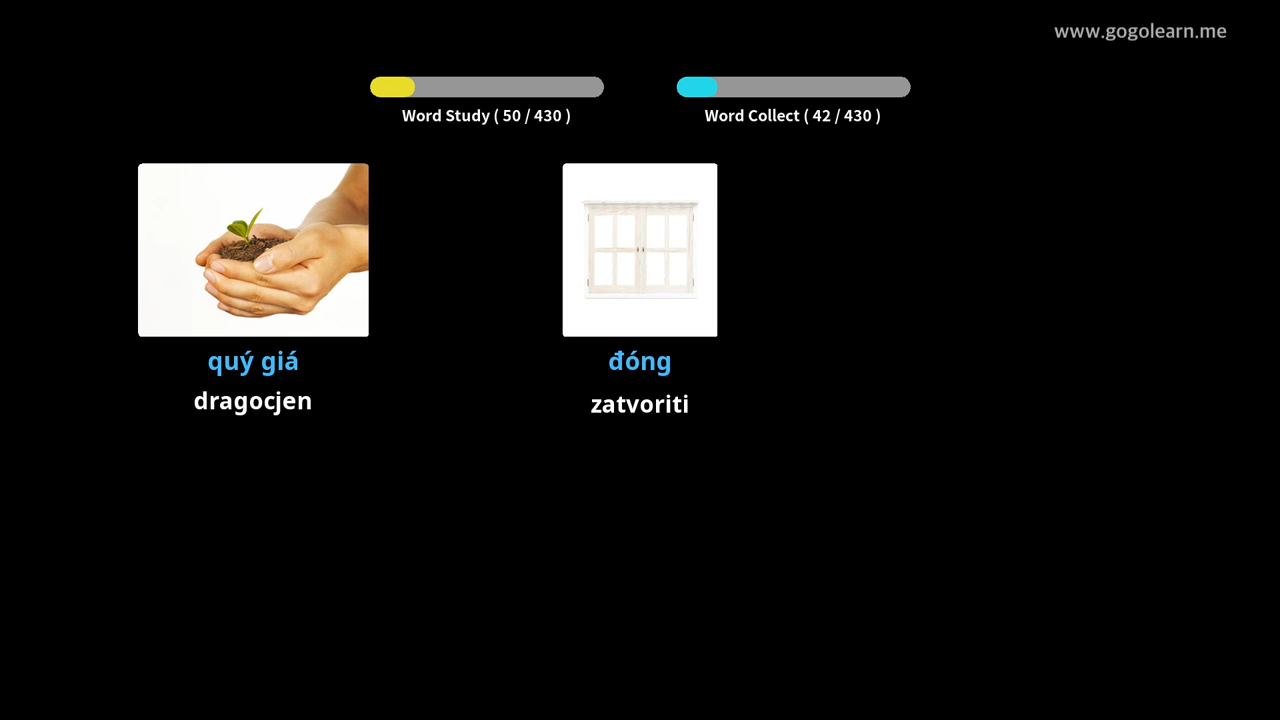 www.gogolearn.me
Word Study ( 50 / 430 )
Word Collect ( 42 / 430 )
quý giá
dragocjen
đóng
zatvoriti